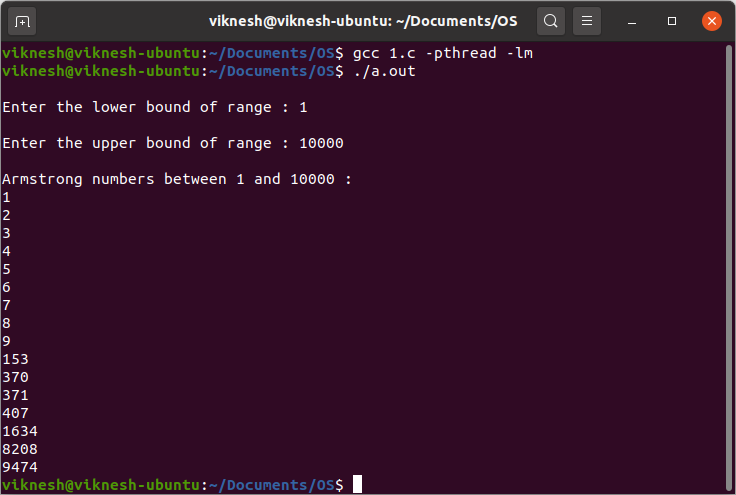 viknesh@viknesh-ubuntu: ~/Documents/OS
viknesh@viknesh-ubuntu:~/Documents/OS$ gcc 1.c -pthread -lm
viknesh@viknesh-ubuntu:~/Documents/OS$ ./a.out
Enter the lower bound of range : 1
Enter the upper bound of range : 10000
Armstrong numbers between 1 and 10000 :
1
2
3
4
5
6
7
8
9
153
370
371
407
1634
8208
9474
viknesh@viknesh-ubuntu:~/Documents/OS$